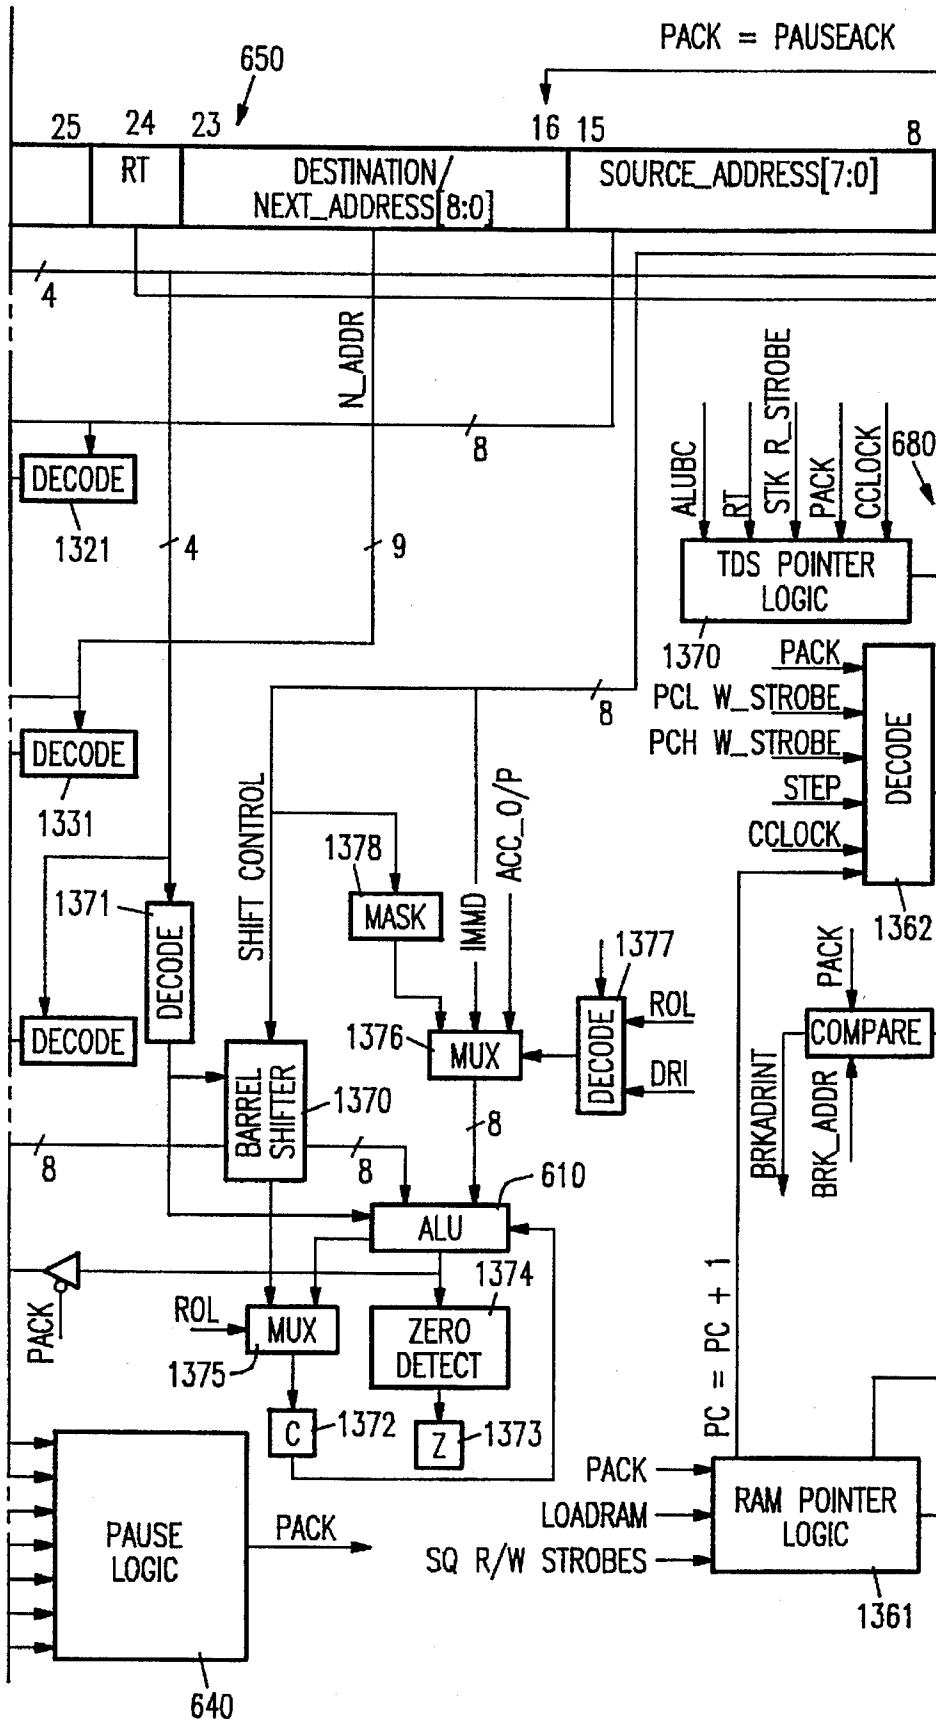 PACK = PAUSEACK
650
25 24 23 16 15 8
RT
DESTINATION/
NEXT_ADDRESS[8:0]
SOURCE_ADDRESS[7:0]
4
N_ADDR
8
DECODE
1321
4
9
ALUBC
RT
STK R_STROBE
PACK
CCLOCK
680
TDS POINTER
LOGIC
1370
PACK
PCL W_STROBE
PCH W_STROBE
STEP
CCLOCK
DECODE
1362
8
DECODE
1331
SHIFT CONTROL
1378
MASK
IMMD
ACC_O/P
1371
DECODE
DECODE
1377
DECODE
ROL
DRI
1376
MUX
PACK
COMPARE
BRKADRINT
BRK_ADDR
BARREL
SHIFTER
1370
8
8
8
610
ALU
PACK
ROL
MUX
1375
1374
ZERO
DETECT
C
1372
Z
1373
PC = PC + 1
PAUSE
LOGIC
PACK
640
PACK
LOADRAM
SQ R/W STROBES
RAM POINTER
LOGIC
1361